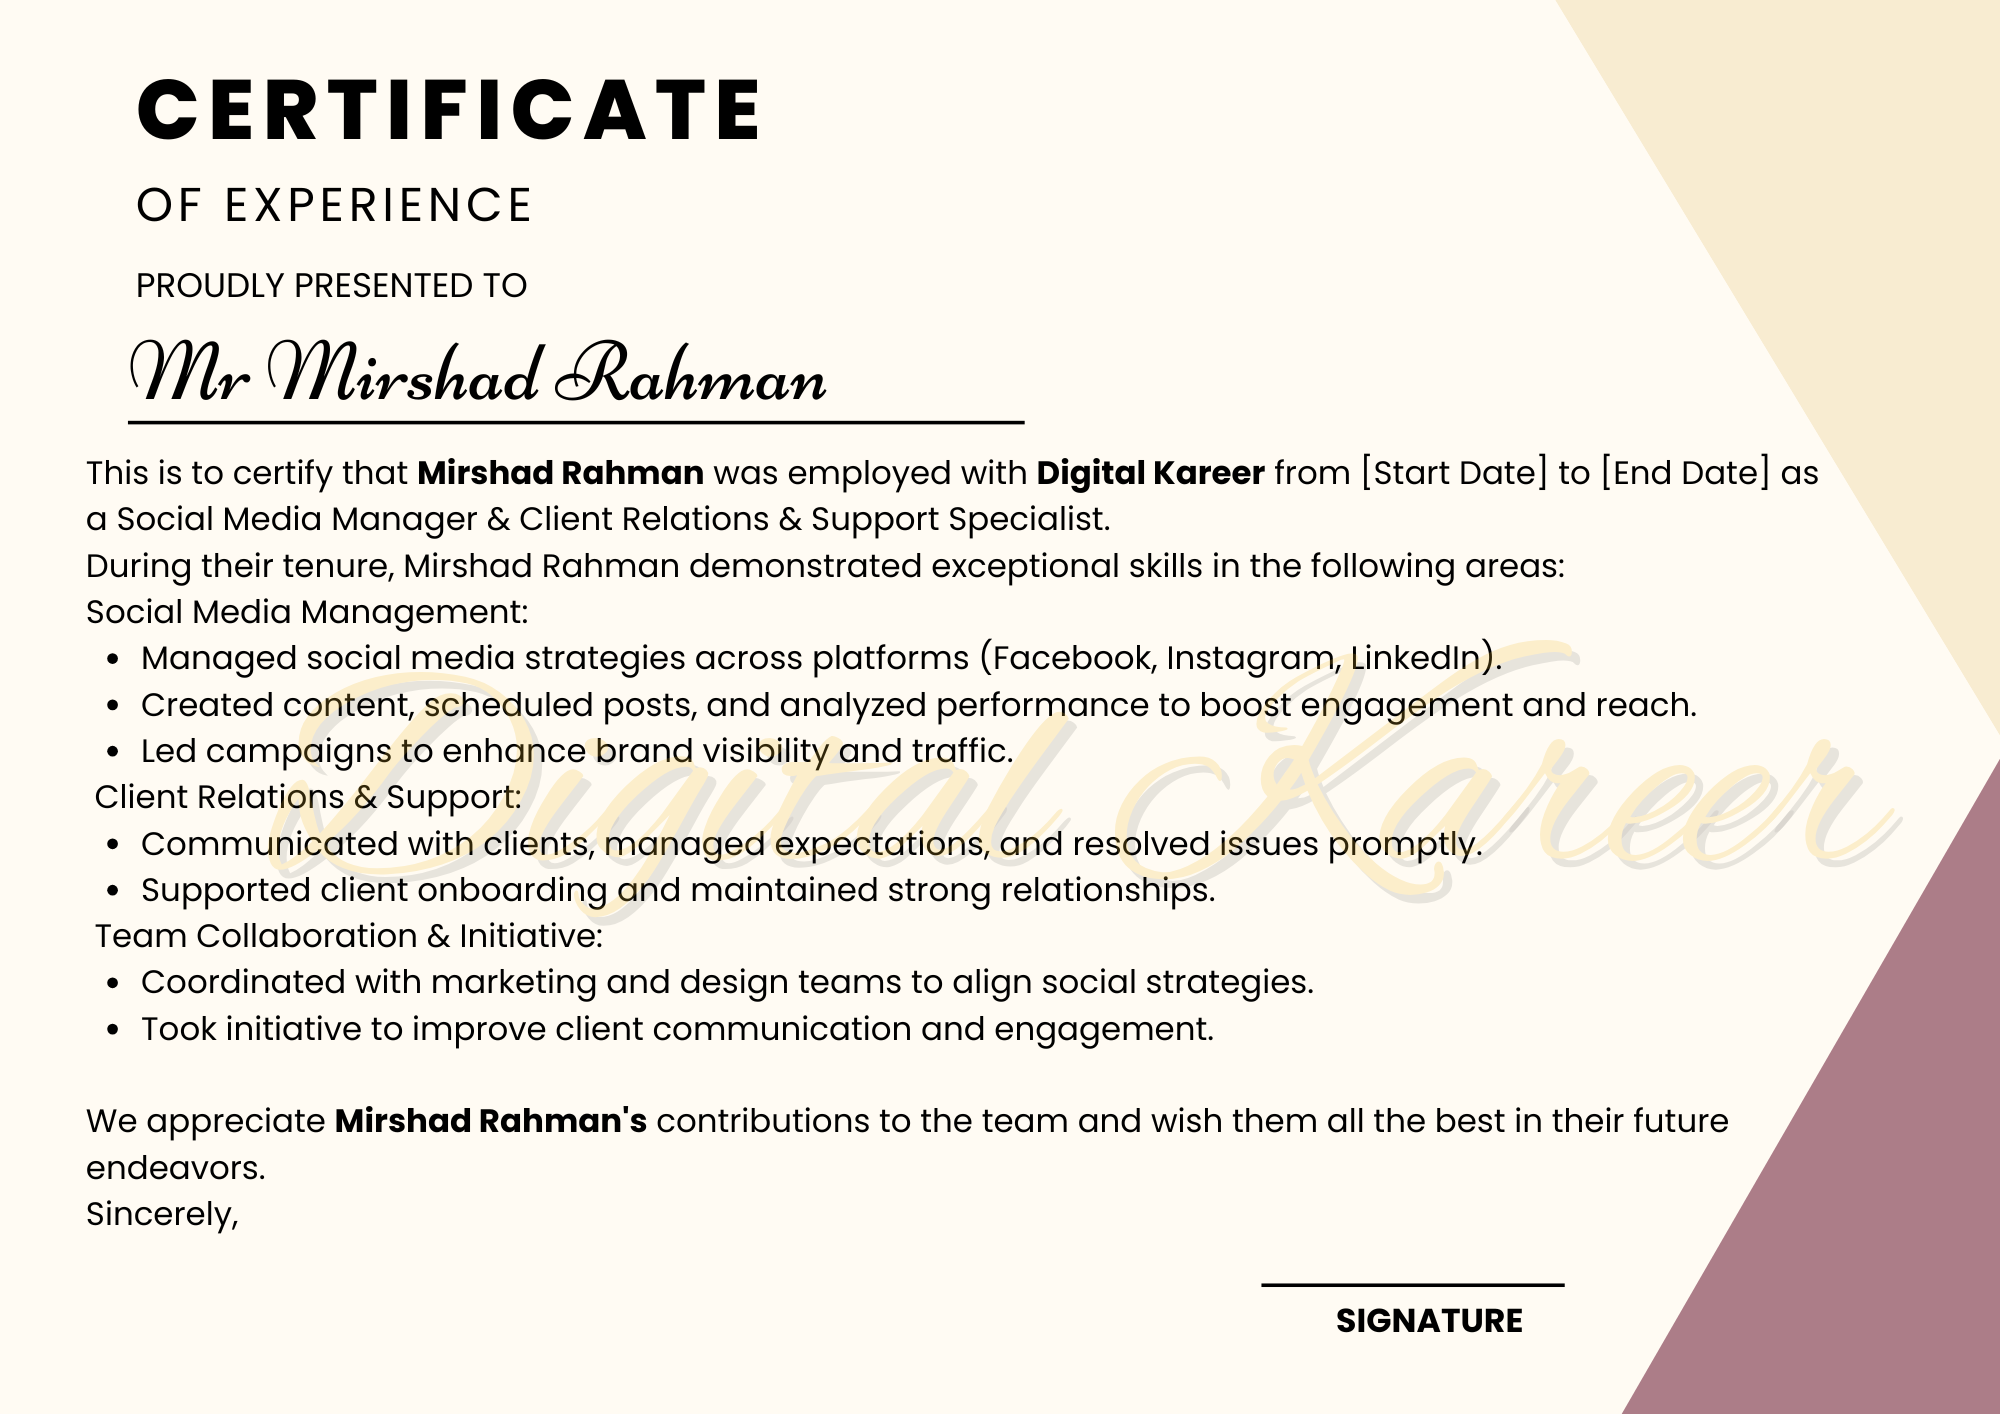 CERTIFICATE
OF EXPERIENCE
PROUDLY PRESENTED TO
Mr Mirshad Rahman
This is to certify that Mirshad Rahman was employed with Digital Kareer from [Start Date] to [End Date] as
a Social Media Manager & Client Relations & Support Specialist.
During their tenure, Mirshad Rahman demonstrated exceptional skills in the following areas:
Social Media Management:
• Managed social media strategies across platforms (Facebook, Instagram, LinkedIn).
• Created content, scheduled posts, and analyzed performance to boost engagement and reach.
• Led campaigns to enhance brand visibility and traffic.
Client Relations & Support:
• Communicated with clients, managed expectations, and resolved issues promptly.
• Supported client onboarding and maintained strong relationships.
Team Collaboration & Initiative:
• Coordinated with marketing and design teams to align social strategies.
• Took initiative to improve client communication and engagement.
We appreciate Mirshad Rahman's contributions to the team and wish them all the best in their future
endeavors.
Sincerely,
SIGNATURE
Digital Kareer